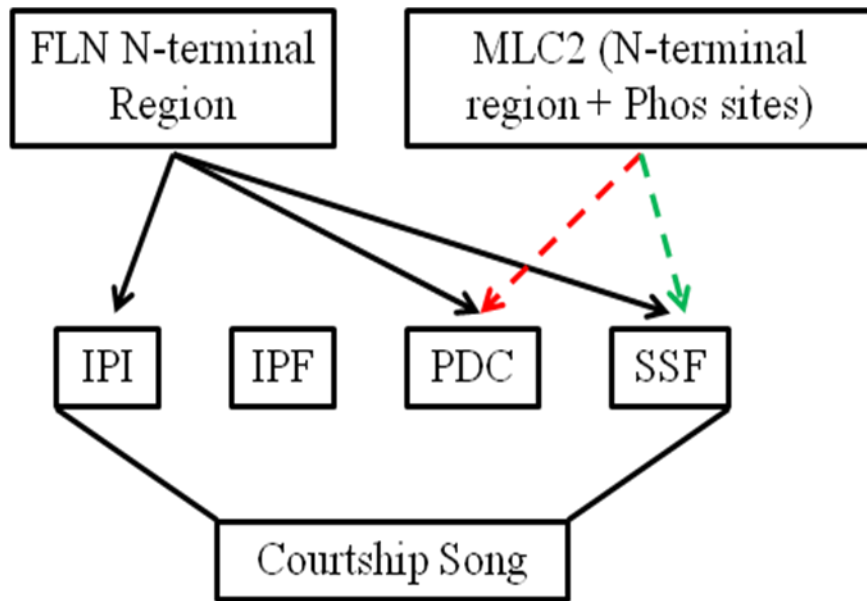 FLN N-terminal
Region
MLC2 (N-terminal
region + Phos sites)
IPI
IPF
PDC
SSF
Courtship Song